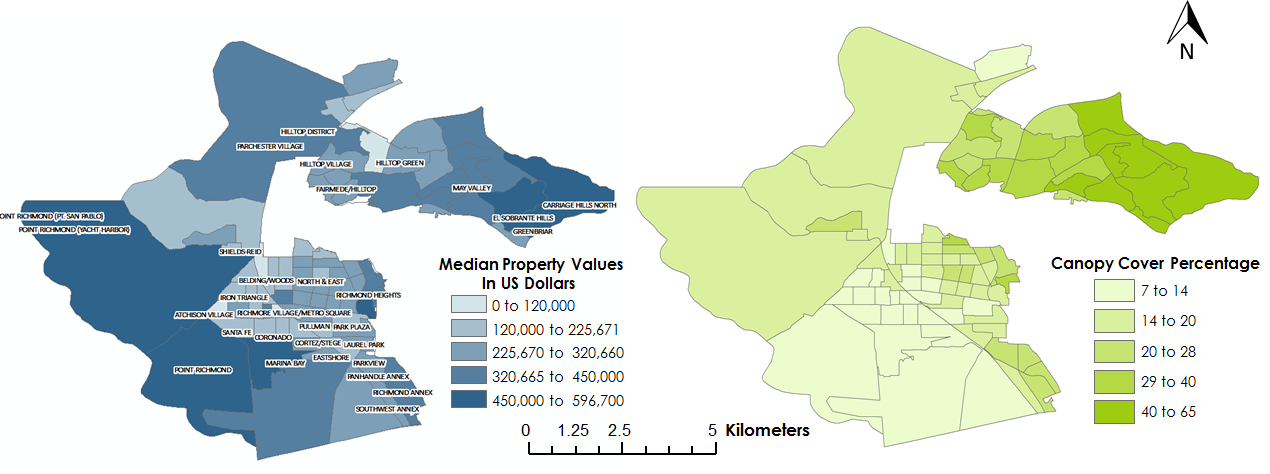 N
HILLTOP DISTRICT
PARCHESTER VILLAGE
HILLTOP VILLAGE
HILLTOP GREEN
FAIRMEDE/HILLTOP
MAY VALLEY
CARRIAGE HILLS NORTH
EL SOBRANTE HILLS
GREENBRIAR
OINT RICHMOND (PT. SAN PABLO)
POINT RICHMOND (YACHT HARBOR)
SHIELDS-REID
BELDING/WOODS
NORTH & EAST
IRON TRIANGLE
RICHMOND HEIGHTS
ATCHISON VILLAGE
RICHMORE VILLAGE/METRO SQUARE
SANTA FE
CORONADO
PULLMAN
PARK PLAZA
CORTEZ/STEGE
LAUREL PARK
EASTSHORE
MARINA BAY
PARKVIEW
POINT RICHMOND
PANHANDLE ANNEX
RICHMOND ANNEX
SOUTHWEST ANNEX
Median Property Values
In US Dollars
0 to 120,000
120,000 to 225,671
225,670 to 320,660
320,665 to 450,000
450,000 to 596,700
Canopy Cover Percentage
7 to 14
14 to 20
20 to 28
29 to 40
40 to 65
0 1.25 2.5 5 Kilometers